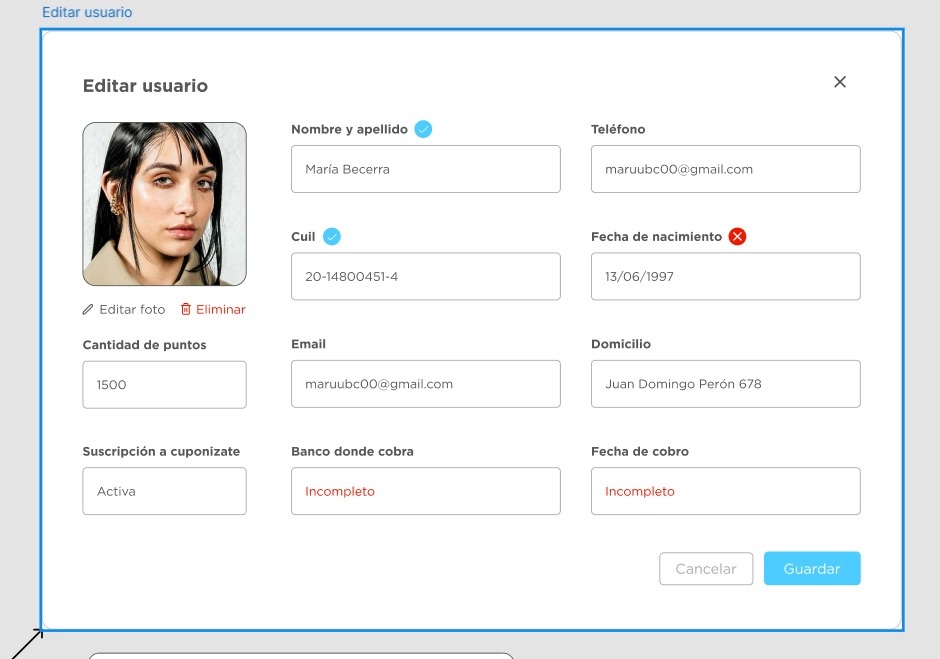 Editar usuario
Editar usuario
Nombre y apellido
Teléfono
María Becerra
maruubc00@gmail.com
Cuil
Fecha de nacimiento
20-14800451-4
13/06/1997
Editar foto
Eliminar
Cantidad de puntos
Email
Domicilio
1500
maruubc00@gmail.com
Juan Domingo Perón 678
Suscripción a cuponizate
Banco donde cobra
Fecha de cobro
Activa
Incompleto
Incompleto
Cancelar
Guardar